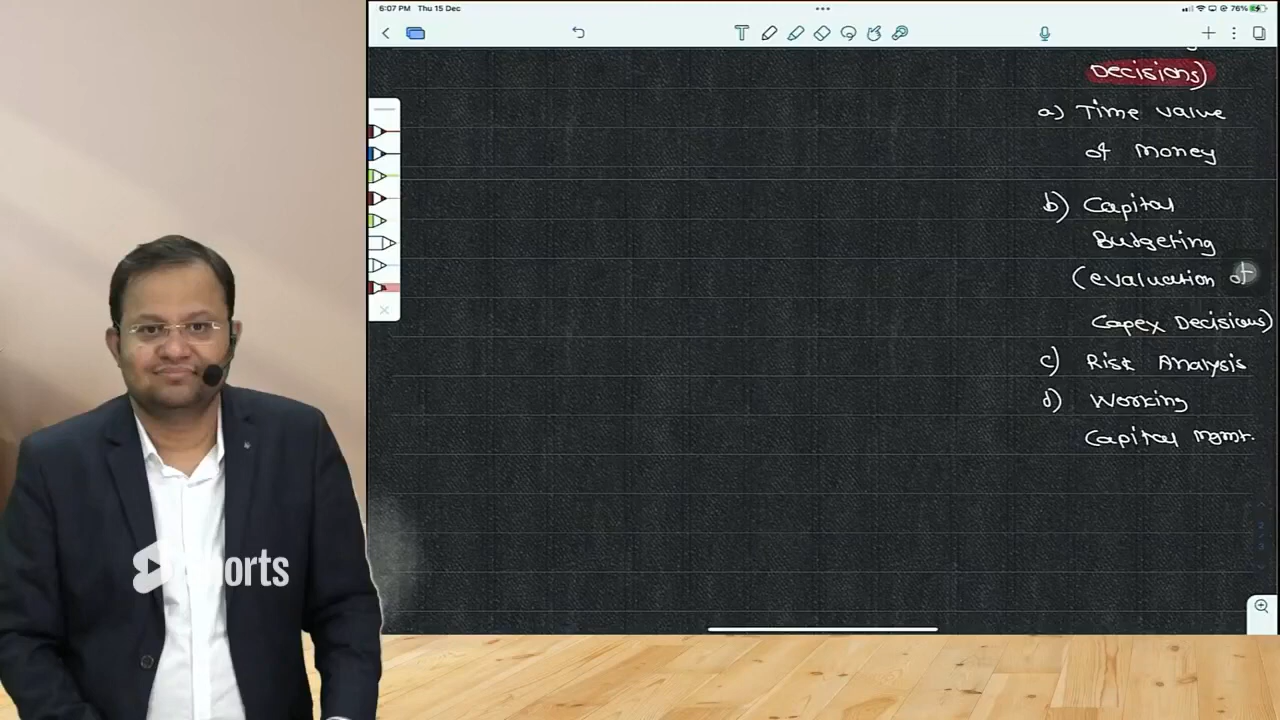 6:07 PM Thu 15 Dec
76%
Decisions)
a) Time value
of money
b) Capital
Budgeting
(evaluation of
Capex Decisions)
c) Risk Analysis
d) Working
Capital Mgmt.
Shorts